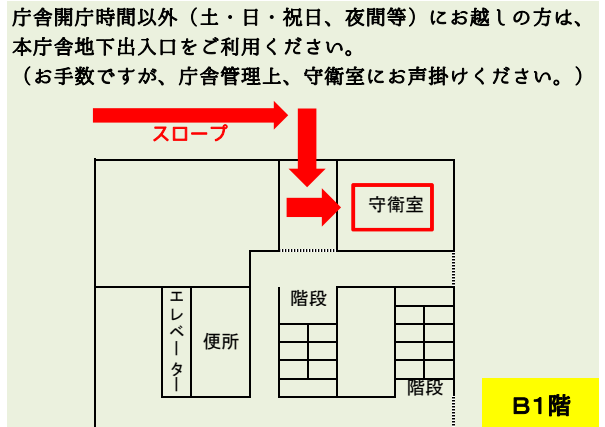 庁舎開庁時間以外（土・日・祝日、夜間等）にお越しの方は、
本庁舎地下出入口をご利用ください。
（お手数ですが、庁舎管理上、守衛室にお声掛けください。）
スロープ
守衛室
階段
エレベーター
便所
階段
Ｂ１階